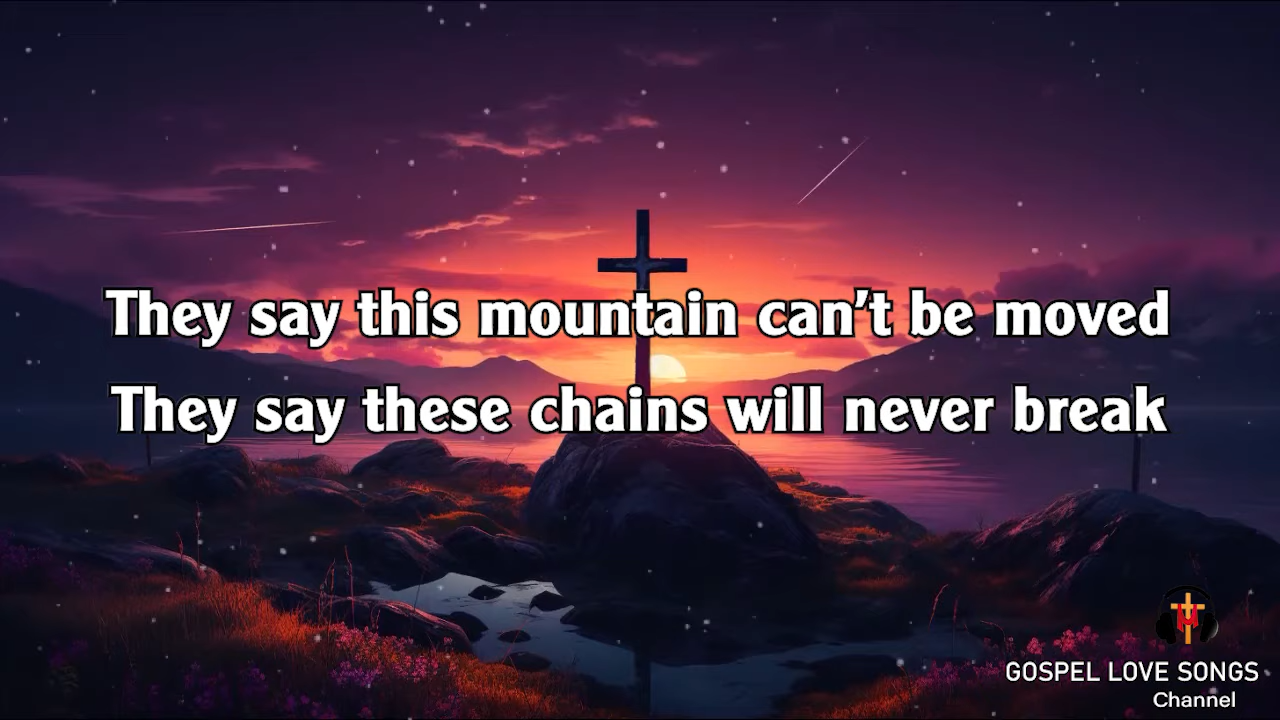 They say this mountain can’t be moved
They say these chains will never break
GOSPEL LOVE SONGS
Channel